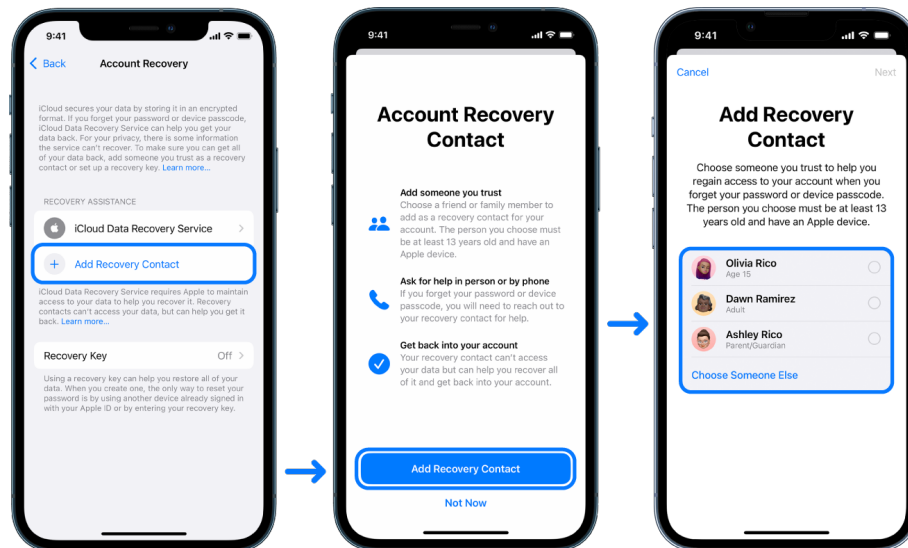 9:41
Back
Account Recovery
iCloud secures your data by storing it in an encrypted
format. If you forget your password or device passcode,
iCloud Data Recovery Service can help you get your
data back. For your privacy, there is some information
the service can't recover. To make sure you can get all
of your data back, add someone you trust as a recovery
contact or set up a recovery key. Learn more...
RECOVERY ASSISTANCE
iCloud Data Recovery Service
Add Recovery Contact
iCloud Data Recovery Service requires Apple to maintain
access to your data to help you recover it. Recovery
contacts can't access your data, but can help you get it
back. Learn more...
Recovery Key Off
Using a recovery key can help you restore all of your
data. When you create one, the only way to reset your
password is by using another device already signed in
with your Apple ID or by entering your recovery key.
9:41
Account Recovery
Contact
Add someone you trust
Choose a friend or family member to
add as a recovery contact for your
account. The person you choose must
be at least 13 years old and have an
Apple device.
Ask for help in person or by phone
If you forget your password or device
passcode, you will need to reach out to
your recovery contact for help.
Get back into your account
Your recovery contact can't access
your data but can help you recover all
of it and get back into your account.
Add Recovery Contact
Not Now
9:41
Cancel Next
Add Recovery
Contact
Choose someone you trust to help you
regain access to your account when you
forget your password or device passcode.
The person you choose must be at least 13
years old and have an Apple device.
Olivia Rico
Age 15
Dawn Ramirez
Adult
Ashley Rico
Parent/Guardian
Choose Someone Else